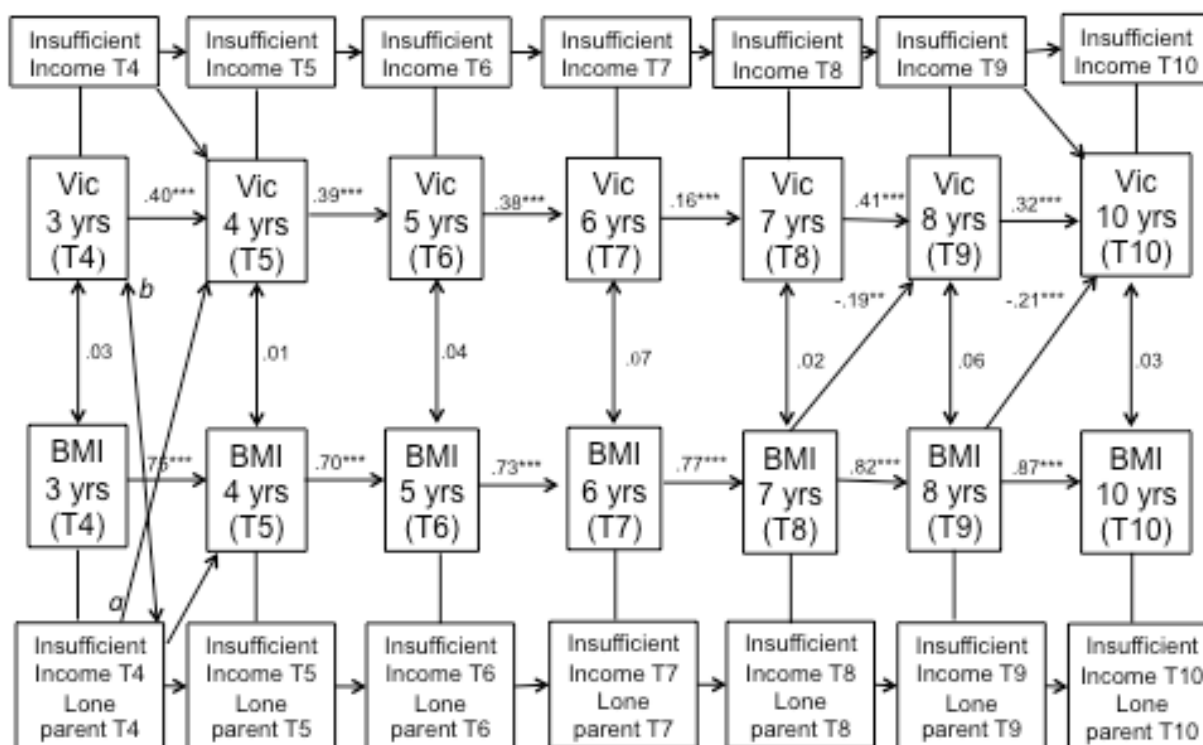 Insufficient
Income T4
Insufficient
Income T5
Insufficient
Income T6
Insufficient
Income T7
Insufficient
Income T8
Insufficient
Income T9
Insufficient
Income T10
Vic
3 yrs
(T4)
.40***
Vic
4 yrs
(T5)
.39***
Vic
5 yrs
(T6)
.38***
Vic
6 yrs
(T7)
.16***
Vic
7 yrs
(T8)
.41***
Vic
8 yrs
(T9)
.32***
Vic
10 yrs
(T10)
b
-.19**
-.21***
.03
.01
.04
.07
.02
.06
.03
BMI
3 yrs
(T4)
BMI
4 yrs
(T5)
.70***
BMI
5 yrs
(T6)
.73***
BMI
6 yrs
(T7)
.77***
BMI
7 yrs
(T8)
.82***
BMI
8 yrs
(T9)
.87***
BMI
10 yrs
(T10)
a
Insufficient
Income T4
Lone
parent T4
Insufficient
Income T5
Lone
parent T5
Insufficient
Income T6
Lone
parent T6
Insufficient
Income T7
Lone
parent T7
Insufficient
Income T8
Lone
parent T8
Insufficient
Income T9
Lone
parent T9
Insufficient
Income T10
Lone
parent T10